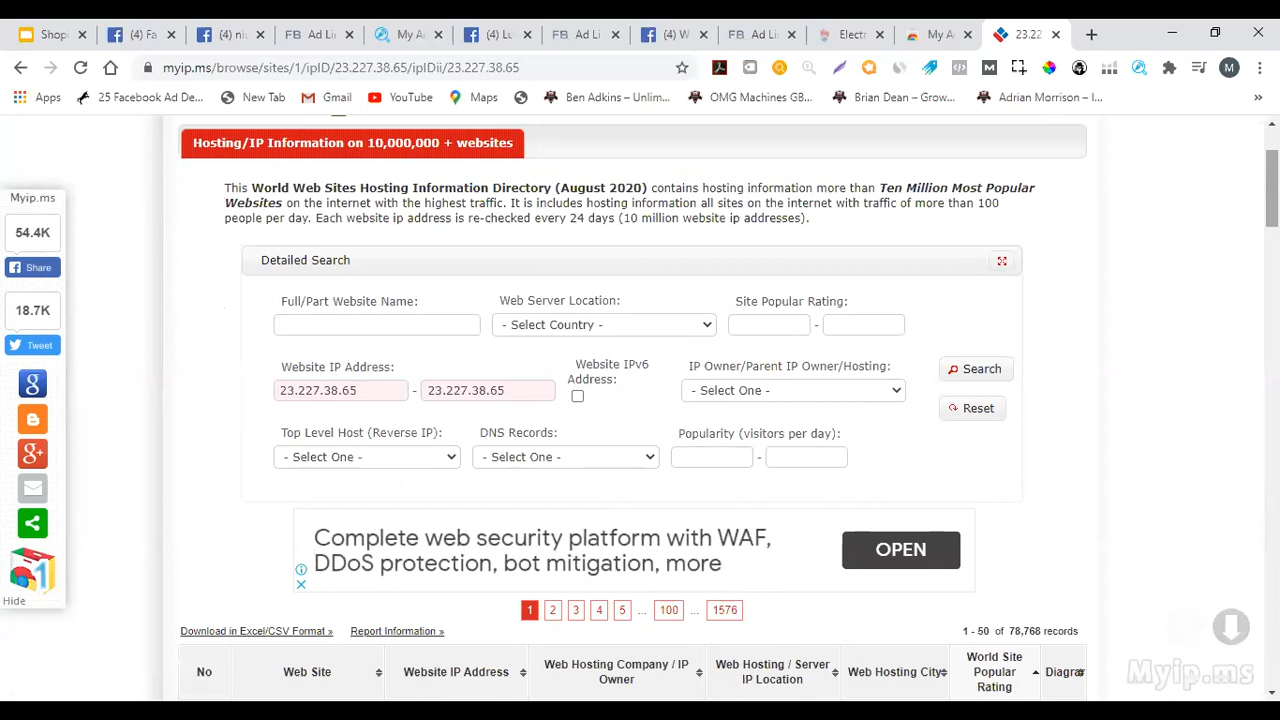 Shop
(4) Fa
(4) ni
Ad Li
My A
(4) Lu
Ad Li
(4) W
Ad Li
Electr
My A
23.22
myip.ms/browse/sites/1/ipID/23.227.38.65/ipIDii/23.227.38.65
M
Apps
25 Facebook Ad De...
New Tab
Gmail
YouTube
Maps
Ben Adkins – Unlim...
OMG Machines GB...
Brian Dean – Grow...
Adrian Morrison – I...
»
Hosting/IP Information on 10,000,000 + websites
This World Web Sites Hosting Information Directory (August 2020) contains hosting information more than Ten Million Most Popular
Websites on the internet with the highest traffic. It is includes hosting information all sites on the internet with traffic of more than 100
people per day. Each website ip address is re-checked every 24 days (10 million website ip addresses).
Myip.ms
54.4K
Share
18.7K
Tweet
Hide
Detailed Search
Full/Part Website Name:
Web Server Location:
Site Popular Rating:
- Select Country -
-
Website IP Address:
Website IPv6
Address:
IP Owner/Parent IP Owner/Hosting:
23.227.38.65 - 23.227.38.65
- Select One -
Search
Reset
Top Level Host (Reverse IP):
DNS Records:
Popularity (visitors per day):
- Select One -
- Select One -
-
Complete web security platform with WAF,
DDoS protection, bot mitigation, more
OPEN
1 2 3 4 5 ... 100 ... 1576
Download in Excel/CSV Format »
Report Information »
1 - 50 of 78,768 records
No
Web Site
Website IP Address
Web Hosting Company / IP
Owner
Web Hosting / Server
IP Location
Web Hosting City
World Site
Popular
Rating
Diagra
Myip.ms